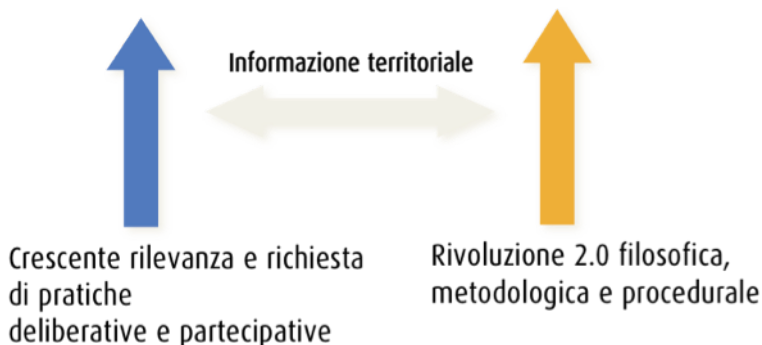 Informazione territoriale
Crescente rilevanza e richiesta
di pratiche
deliberative e partecipative
Rivoluzione 2.0 filosofica,
metodologica e procedurale